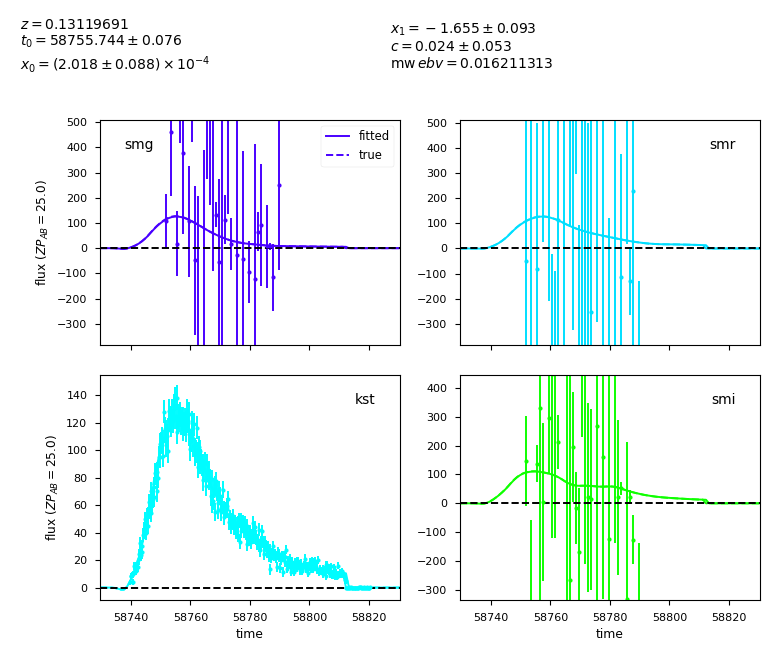 z = 0.13119691
t₀ = 58755.744 ± 0.076
x₀ = (2.018 ± 0.088) × 10⁻⁴
x₁ = −1.655 ± 0.093
c = 0.024 ± 0.053
mw ebv = 0.016211313
500
400
300
200
100
0
−100
−200
−300
flux (ZP_AB = 25.0)
smg
fitted
true
500
400
300
200
100
0
−100
−200
−300
smr
140
120
100
80
60
40
20
0
flux (ZP_AB = 25.0)
kst
58740 58760 58780 58800 58820
time
400
300
200
100
0
−100
−200
−300
smi
58740 58760 58780 58800 58820
time